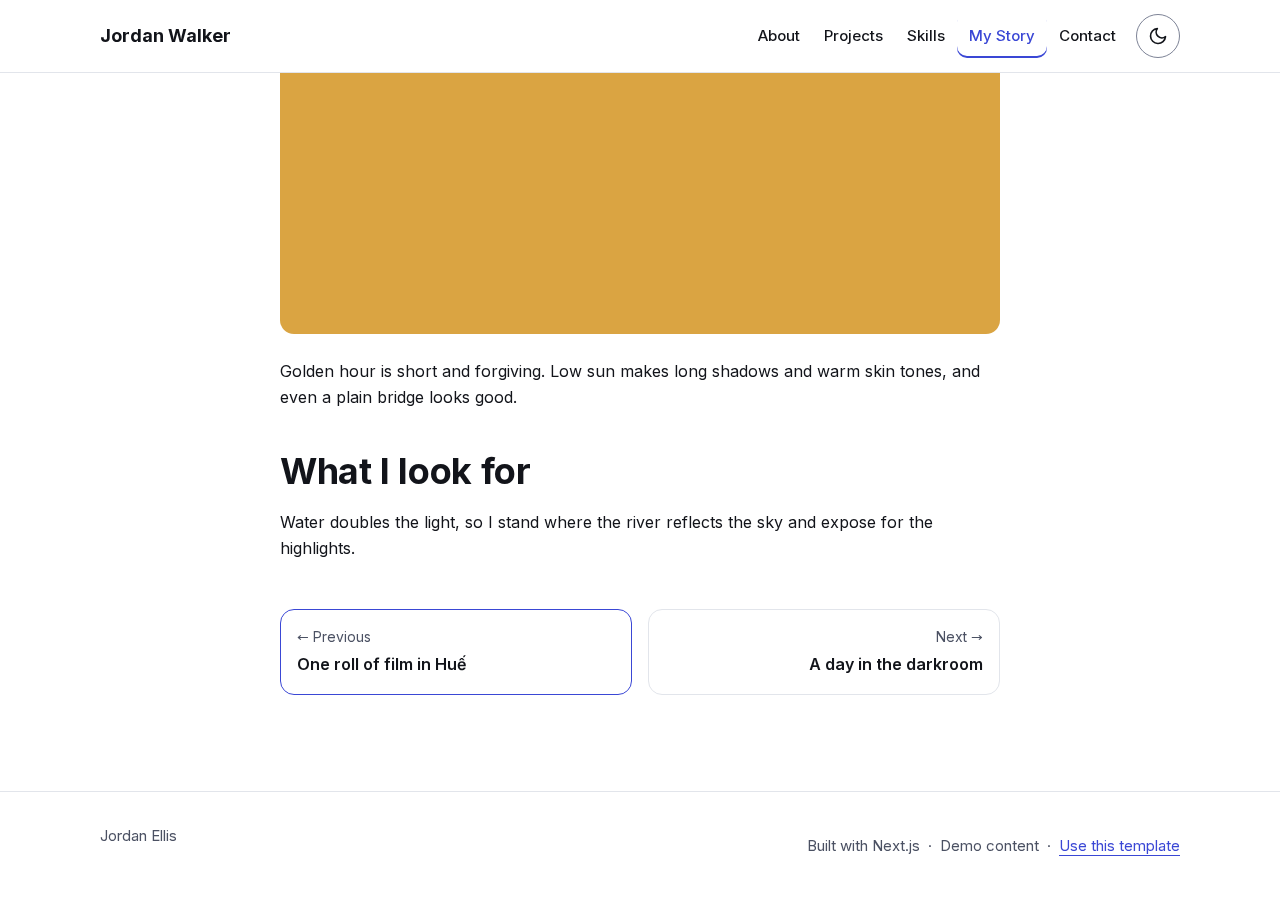 Jordan Walker
About Projects Skills My Story Contact
Golden hour is short and forgiving. Low sun makes long shadows and warm skin tones, and
even a plain bridge looks good.
What I look for
Water doubles the light, so I stand where the river reflects the sky and expose for the
highlights.
← Previous
One roll of film in Huế
Next →
A day in the darkroom
Jordan Ellis
Built with Next.js · Demo content · Use this template